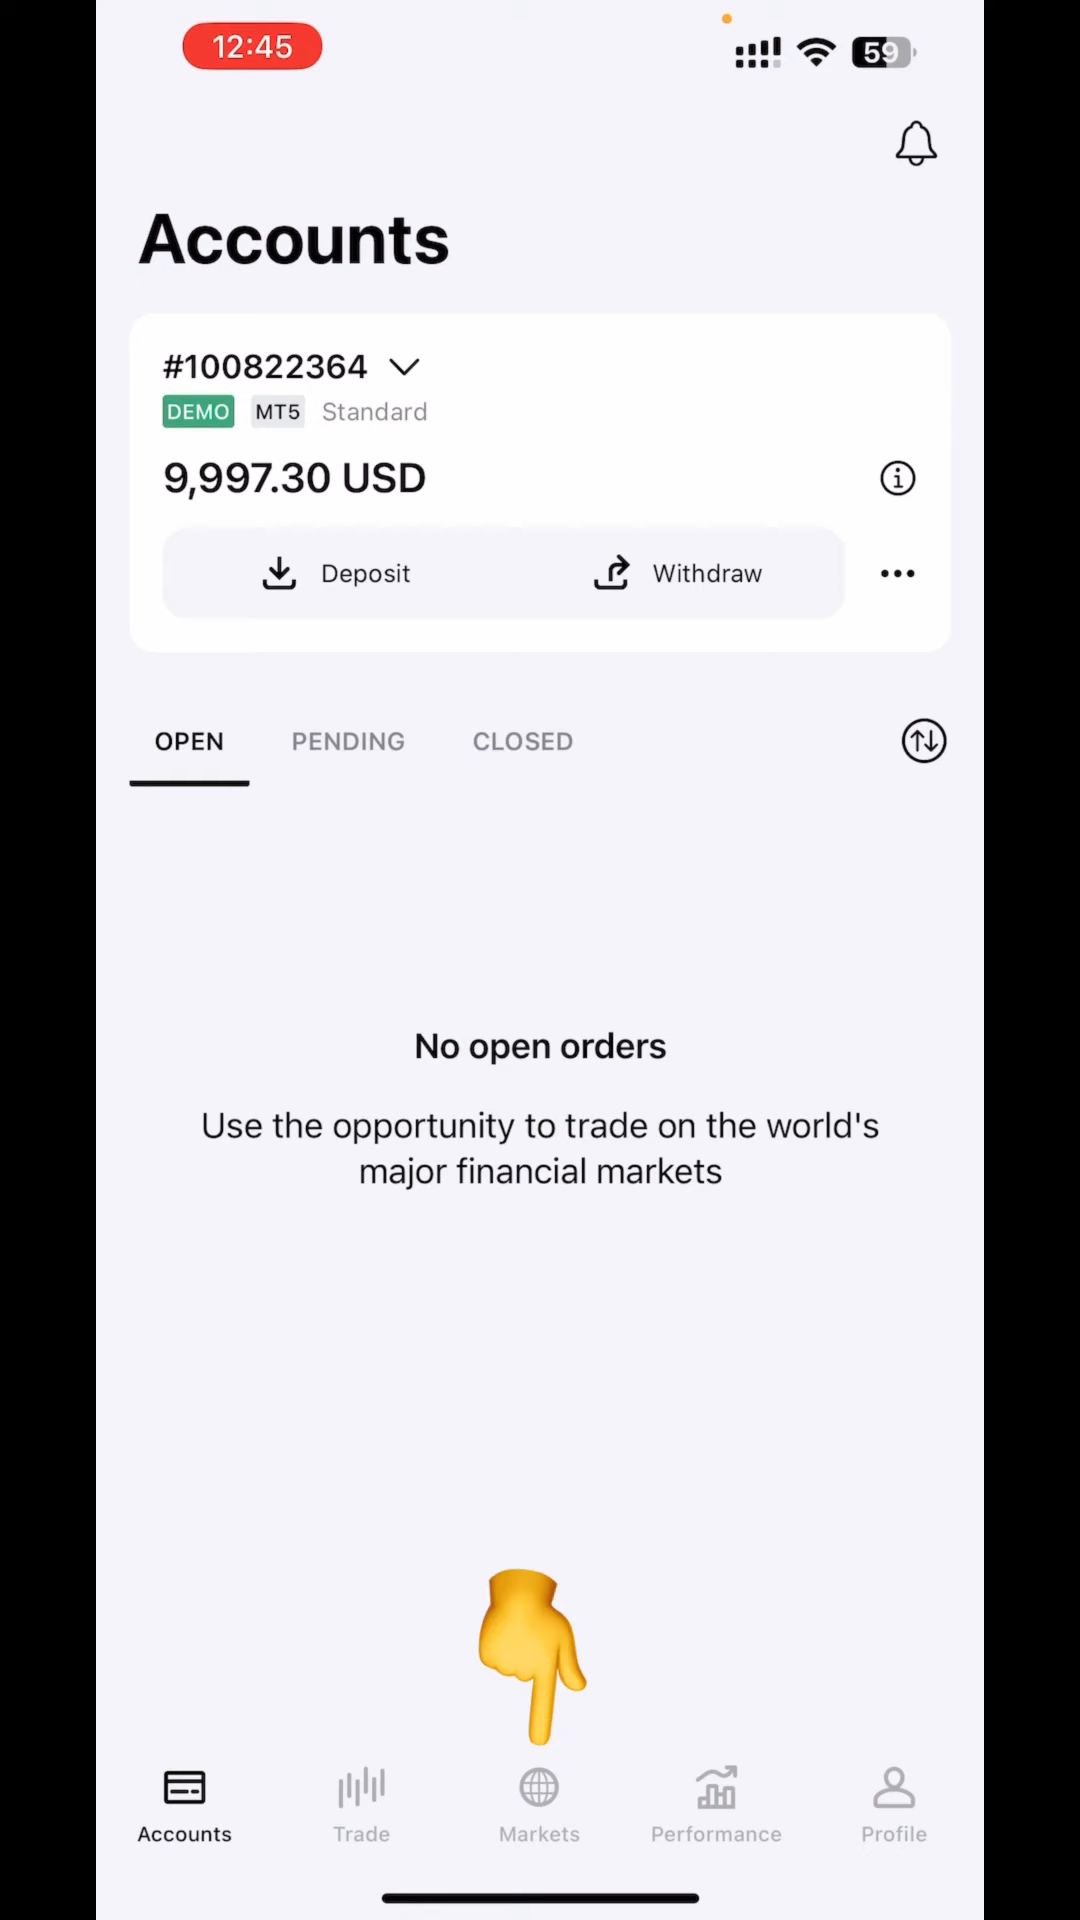 12:45
59
Accounts
#100822364
DEMO MT5 Standard
9,997.30 USD
Deposit Withdraw
OPEN PENDING CLOSED
No open orders
Use the opportunity to trade on the world's
major financial markets
Accounts Trade Markets Performance Profile